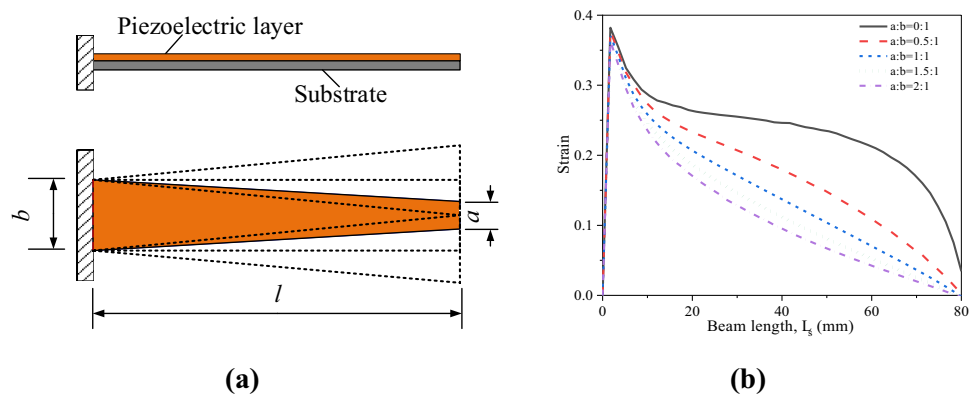 Piezoelectric layer
Substrate
b
a
l
(a)
0.4
0.3
0.2
0.1
0.0
Strain
a:b=0:1
a:b=0.5:1
a:b=1:1
a:b=1.5:1
a:b=2:1
0 20 40 60 80
Beam length, Ls (mm)
(b)